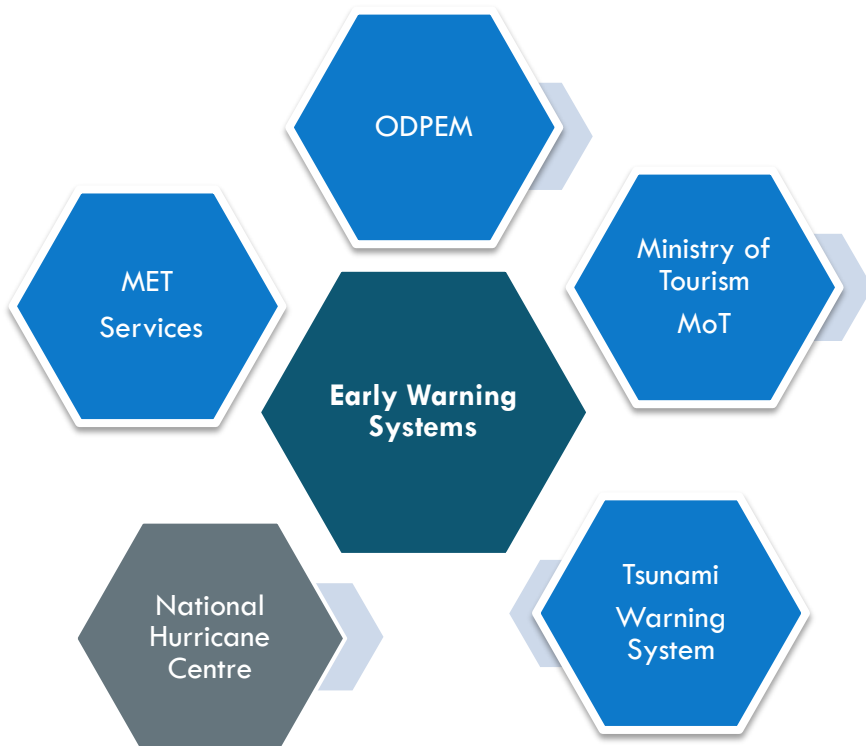 ODPEM
Ministry of
Tourism
MoT
MET
Services
Early Warning
Systems
Tsunami
Warning
System
National
Hurricane
Centre